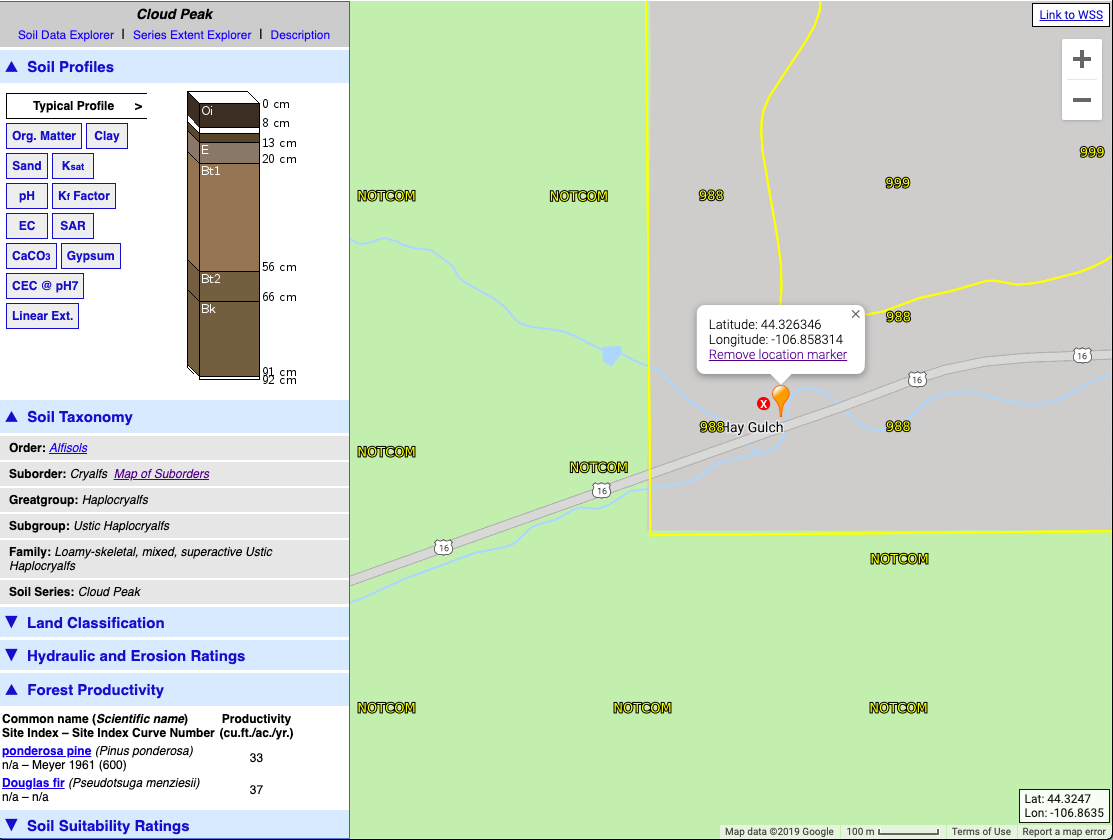 Cloud Peak
Soil Data Explorer | Series Extent Explorer | Description
▲ Soil Profiles
Typical Profile >
Org. Matter Clay
Sand Ksat
pH Kf Factor
EC SAR
CaCO3 Gypsum
CEC @ pH7
Linear Ext.
Oi
E
Bt1
Bt2
Bk
0 cm
8 cm
13 cm
20 cm
56 cm
66 cm
91 cm
92 cm
▲ Soil Taxonomy
Order: Alfisols
Suborder: Cryalfs Map of Suborders
Greatgroup: Haplocryalfs
Subgroup: Ustic Haplocryalfs
Family: Loamy-skeletal, mixed, superactive Ustic
Haplocryalfs
Soil Series: Cloud Peak
▼ Land Classification
▼ Hydraulic and Erosion Ratings
▲ Forest Productivity
Common name (Scientific name) Productivity
Site Index – Site Index Curve Number (cu.ft./ac./yr.)
ponderosa pine (Pinus ponderosa)
n/a – Meyer 1961 (600)
33
Douglas fir (Pseudotsuga menziesii)
n/a – n/a
37
▼ Soil Suitability Ratings
Link to WSS
+
−
999
999
NOTCOM NOTCOM 988
988
Latitude: 44.326346
Longitude: -106.858314
Remove location marker
×
16
16
X
988 Hay Gulch
988
NOTCOM
NOTCOM
16
16
NOTCOM
NOTCOM NOTCOM NOTCOM
Lat: 44.3247
Lon: -106.8635
Map data ©2019 Google 100 m Terms of Use Report a map error